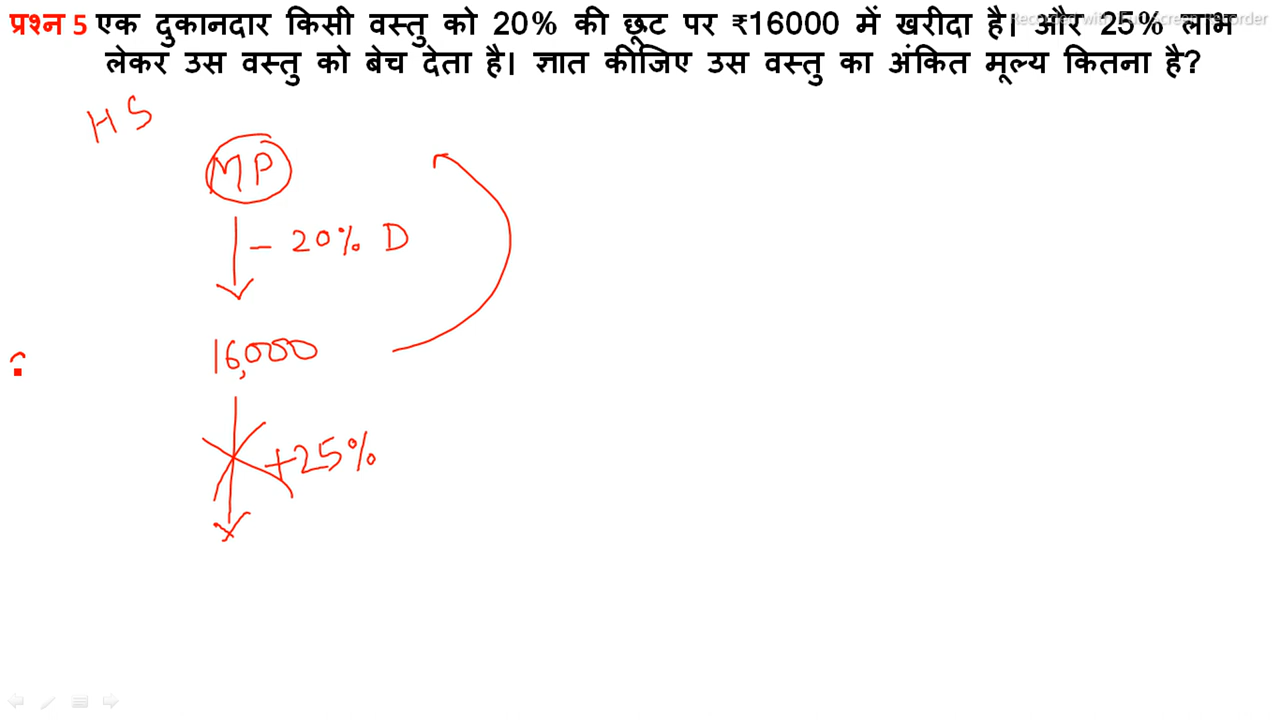 प्रश्न 5 एक दुकानदार किसी वस्तु को 20% की छूट पर ₹16000 में खरीदा है। और 25% लाभ
लेकर उस वस्तु को बेच देता है। ज्ञात कीजिए उस वस्तु का अंकित मूल्य कितना है?
HS
MP
- 20% D
16,000
+25%